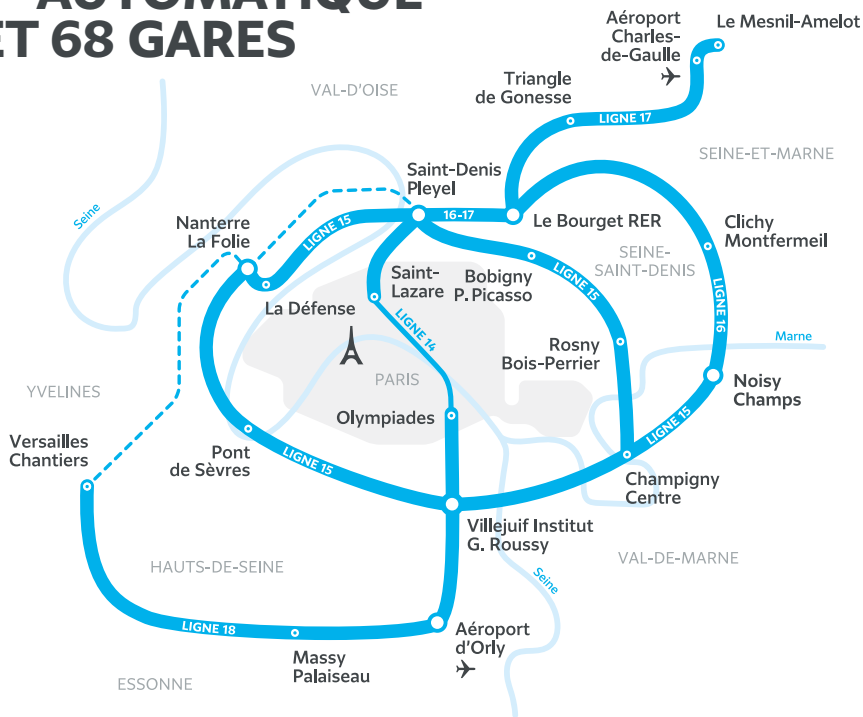 AUTOMATIQUE
ET 68 GARES
Aéroport
Charles-
de-Gaulle
Le Mesnil-Amelot
VAL-D'OISE
Triangle
de Gonesse
LIGNE 17
SEINE-ET-MARNE
Saint-Denis
Pleyel
Seine
Nanterre
La Folie
LIGNE 15
16-17
Le Bourget RER
Clichy
Montfermeil
SEINE-
SAINT-DENIS
Saint-
Lazare
Bobigny
P. Picasso
LIGNE 15
La Défense
LIGNE 14
LIGNE 16
Marne
Rosny
Bois-Perrier
PARIS
YVELINES
Noisy
Champs
Olympiades
LIGNE 15
Versailles
Chantiers
Pont
de Sèvres
LIGNE 15
Champigny
Centre
Villejuif Institut
G. Roussy
VAL-DE-MARNE
HAUTS-DE-SEINE
Seine
LIGNE 18
Aéroport
d'Orly
Massy
Palaiseau
ESSONNE